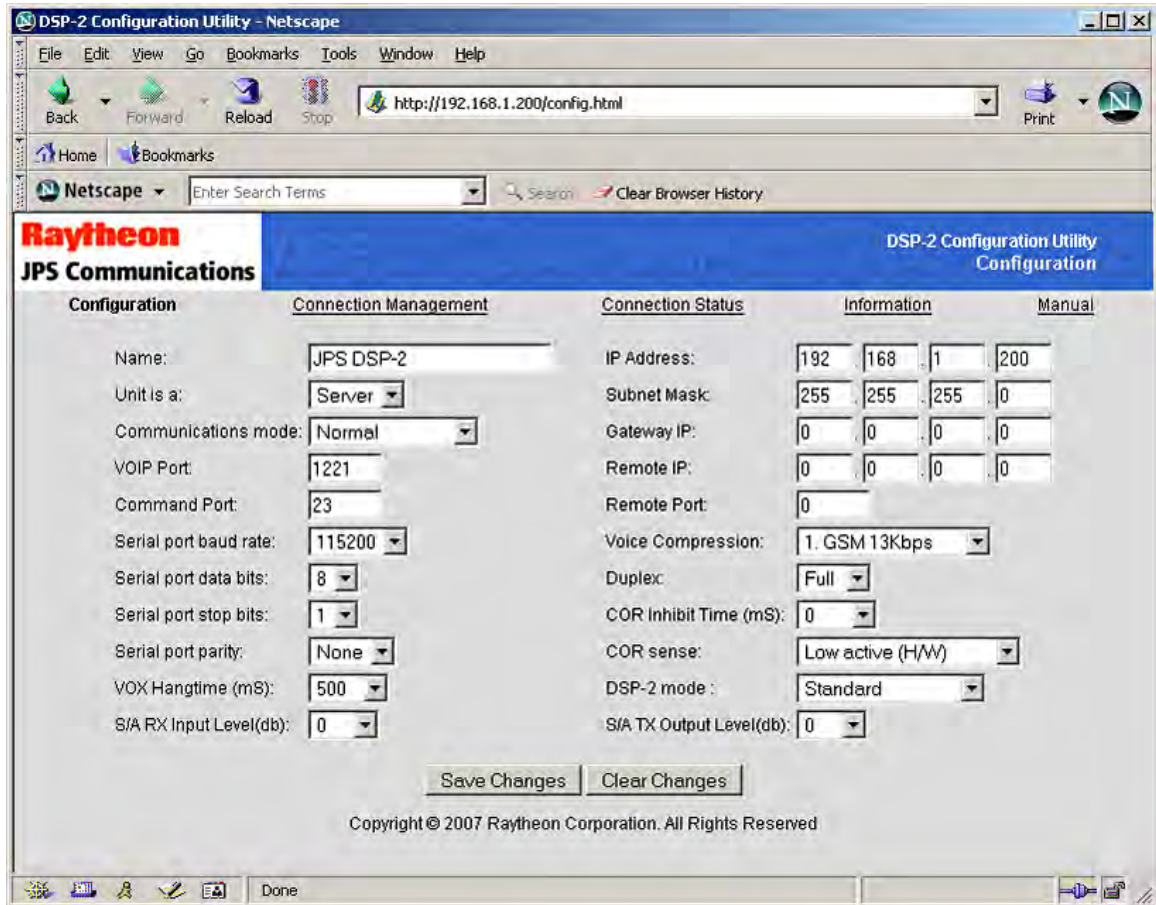 DSP-2 Configuration Utility - Netscape
File Edit View Go Bookmarks Tools Window Help
Back Forward Reload Stop http://192.168.1.200/config.html Print N
Home Bookmarks
Netscape Enter Search Terms Search Clear Browser History
Raytheon
JPS Communications
DSP-2 Configuration Utility
Configuration
Configuration Connection Management Connection Status Information Manual
Name: JPS DSP-2 IP Address: 192 . 168 . 1 . 200
Unit is a: Server Subnet Mask: 255 . 255 . 255 . 0
Communications mode: Normal Gateway IP: 0 . 0 . 0 . 0
VOIP Port: 1221 Remote IP: 0 . 0 . 0 . 0
Command Port: 23 Remote Port: 0
Serial port baud rate: 115200 Voice Compression: 1. GSM 13Kbps
Serial port data bits: 8 Duplex: Full
Serial port stop bits: 1 COR Inhibit Time (mS): 0
Serial port parity: None COR sense: Low active (H/W)
VOX Hangtime (mS): 500 DSP-2 mode : Standard
S/A RX Input Level(db): 0 S/A TX Output Level(db): 0
Save Changes Clear Changes
Copyright © 2007 Raytheon Corporation. All Rights Reserved
Done